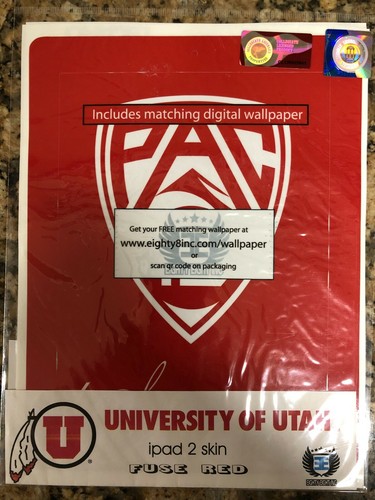 Includes matching digital wallpaper
PAC
Get your FREE matching wallpaper at
www.eighty8inc.com/wallpaper
or
scan qr code on packaging
U
UNIVERSITY OF UTAH
ipad 2 skin
FUSE RED